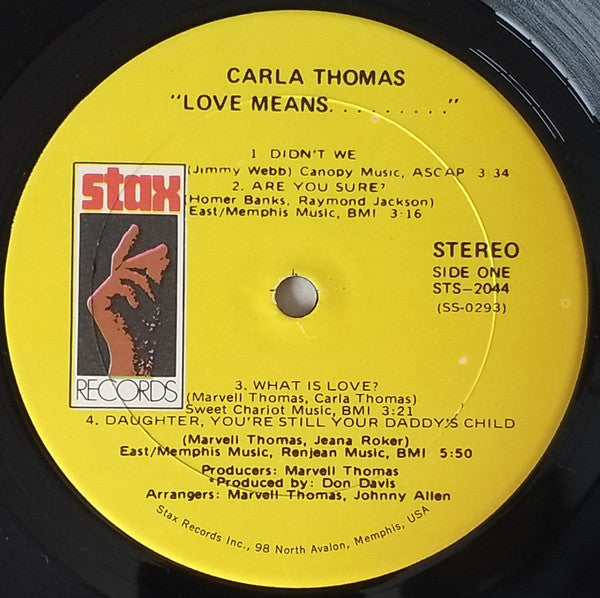 CARLA THOMAS
"LOVE MEANS.........."
1 DIDN'T WE
(Jimmy Webb) Canopy Music, ASCAP 3 34
2. ARE YOU SURE?
(Homer Banks, Raymond Jackson)
East/Memphis Music, BMI 3:16
stax
RECORDS
STEREO
SIDE ONE
STS-2044
(SS-0293)
3. WHAT IS LOVE?
(Marvell Thomas, Carla Thomas)
Sweet Chariot Music, BMI 3:21
4. DAUGHTER, YOU'RE STILL YOUR DADDY'S CHILD
(Marvell Thomas, Jeana Roker)
East/Memphis Music, Renjean Music, BMI 5:50
Producers: Marvell Thomas
*Produced by: Don Davis
Arrangers: Marvell Thomas, Johnny Allen
Stax Records Inc., 98 North Avalon, Memphis, USA